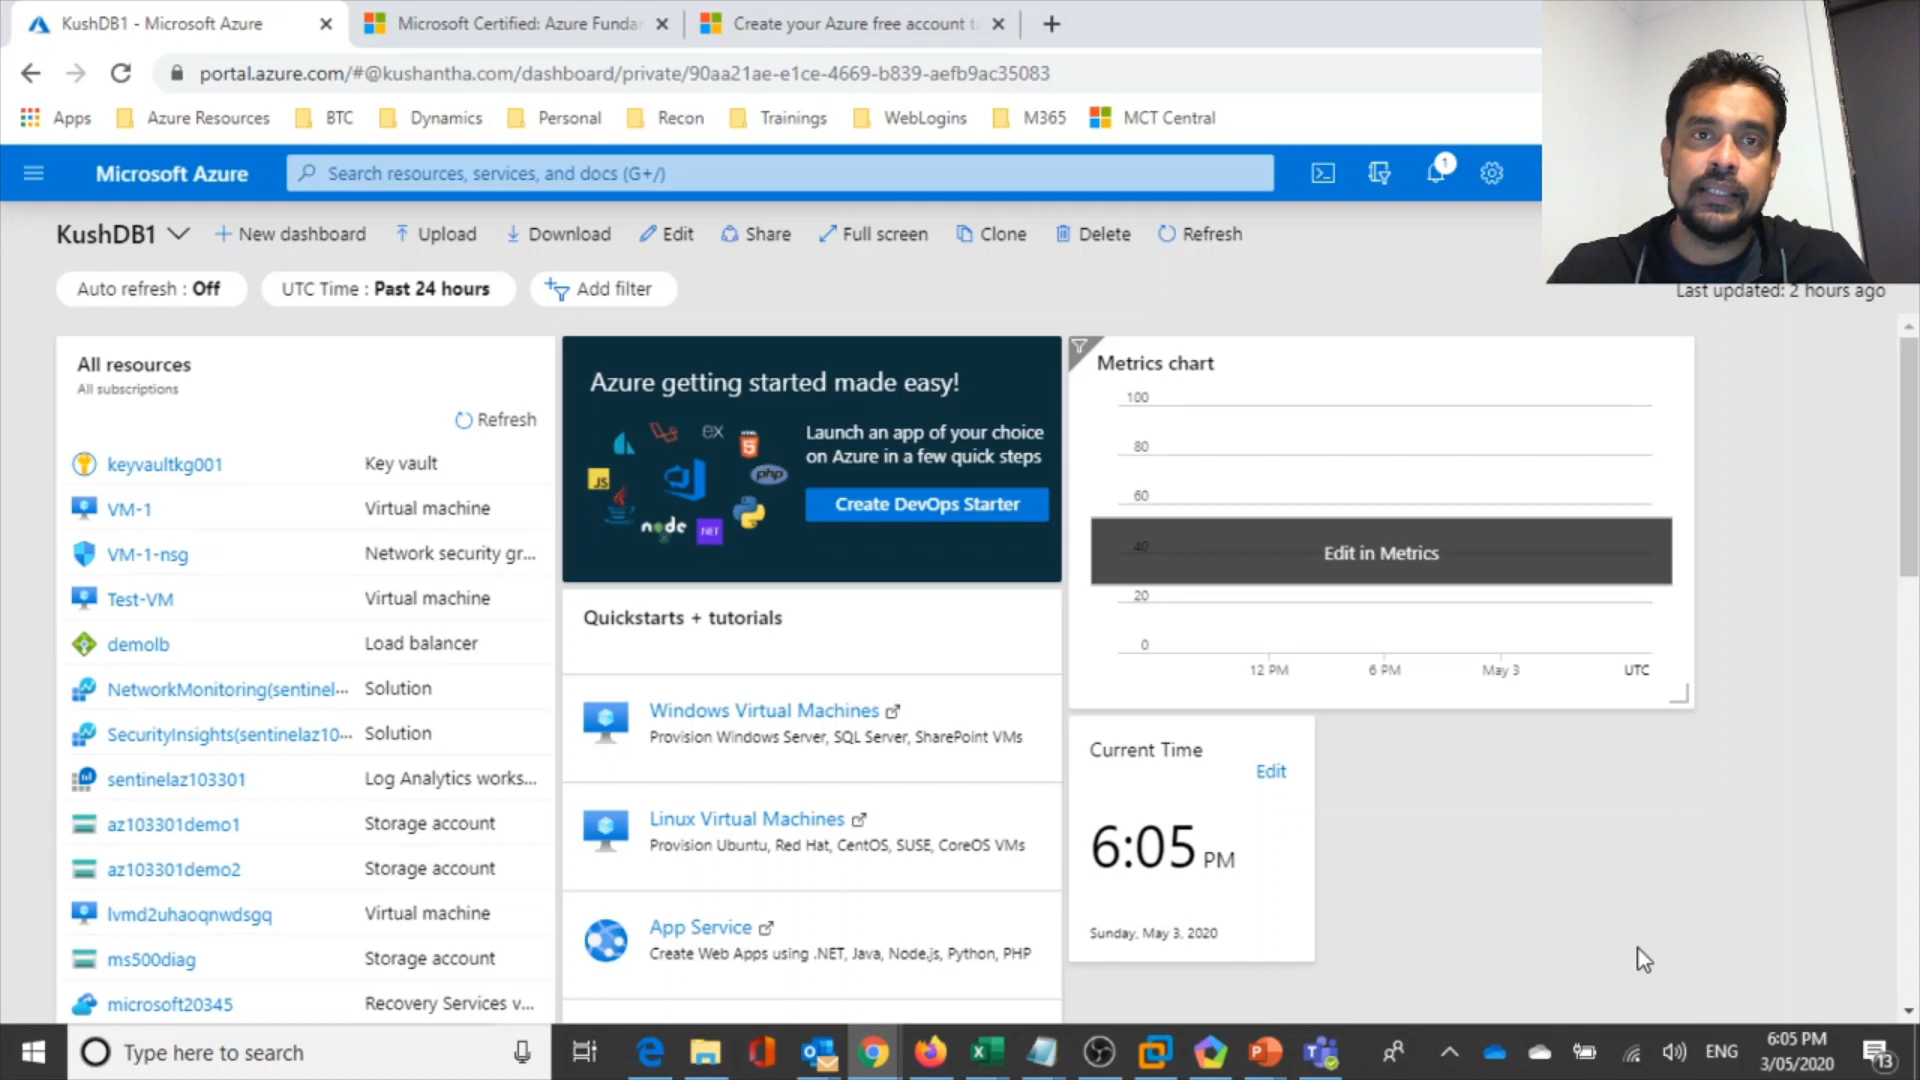 KushDB1 - Microsoft Azure
Microsoft Certified: Azure Funda
Create your Azure free account t
portal.azure.com/#@kushantha.com/dashboard/private/90aa21ae-e1ce-4669-b839-aefb9ac35083
Apps
Azure Resources
BTC
Dynamics
Personal
Recon
Trainings
WebLogins
M365
MCT Central
Microsoft Azure
Search resources, services, and docs (G+/)
1
KushDB1
New dashboard
Upload
Download
Edit
Share
Full screen
Clone
Delete
Refresh
Auto refresh : Off
UTC Time : Past 24 hours
Add filter
Last updated: 2 hours ago
All resources
All subscriptions
Refresh
keyvaultkg001 Key vault
VM-1 Virtual machine
VM-1-nsg Network security gr...
Test-VM Virtual machine
demolb Load balancer
NetworkMonitoring(sentinel... Solution
SecurityInsights(sentinelaz10... Solution
sentinelaz103301 Log Analytics works...
az103301demo1 Storage account
az103301demo2 Storage account
lvmd2uhaoqnwdsgq Virtual machine
ms500diag Storage account
microsoft20345 Recovery Services v...
Azure getting started made easy!
Launch an app of your choice
on Azure in a few quick steps
Create DevOps Starter
ex
HTML
5
JS
php
node
.NET
Quickstarts + tutorials
Windows Virtual Machines
Provision Windows Server, SQL Server, SharePoint VMs
Linux Virtual Machines
Provision Ubuntu, Red Hat, CentOS, SUSE, CoreOS VMs
App Service
Create Web Apps using .NET, Java, Node.js, Python, PHP
Metrics chart
100
80
60
40
Edit in Metrics
20
0
12 PM
6 PM
May 3
UTC
Current Time
Edit
6:05 PM
Sunday, May 3, 2020
Type here to search
ENG
6:05 PM
3/05/2020
13